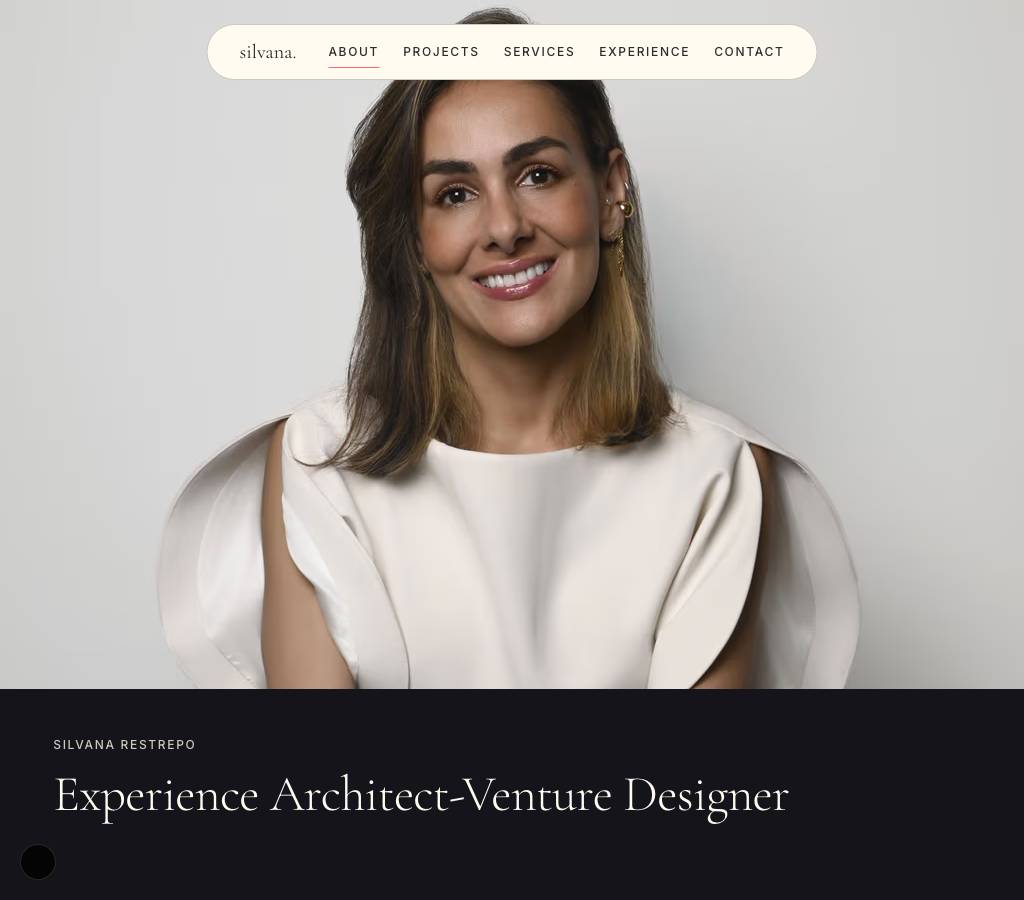 silvana. ABOUT PROJECTS SERVICES EXPERIENCE CONTACT
SILVANA RESTREPO
Experience Architect-Venture Designer